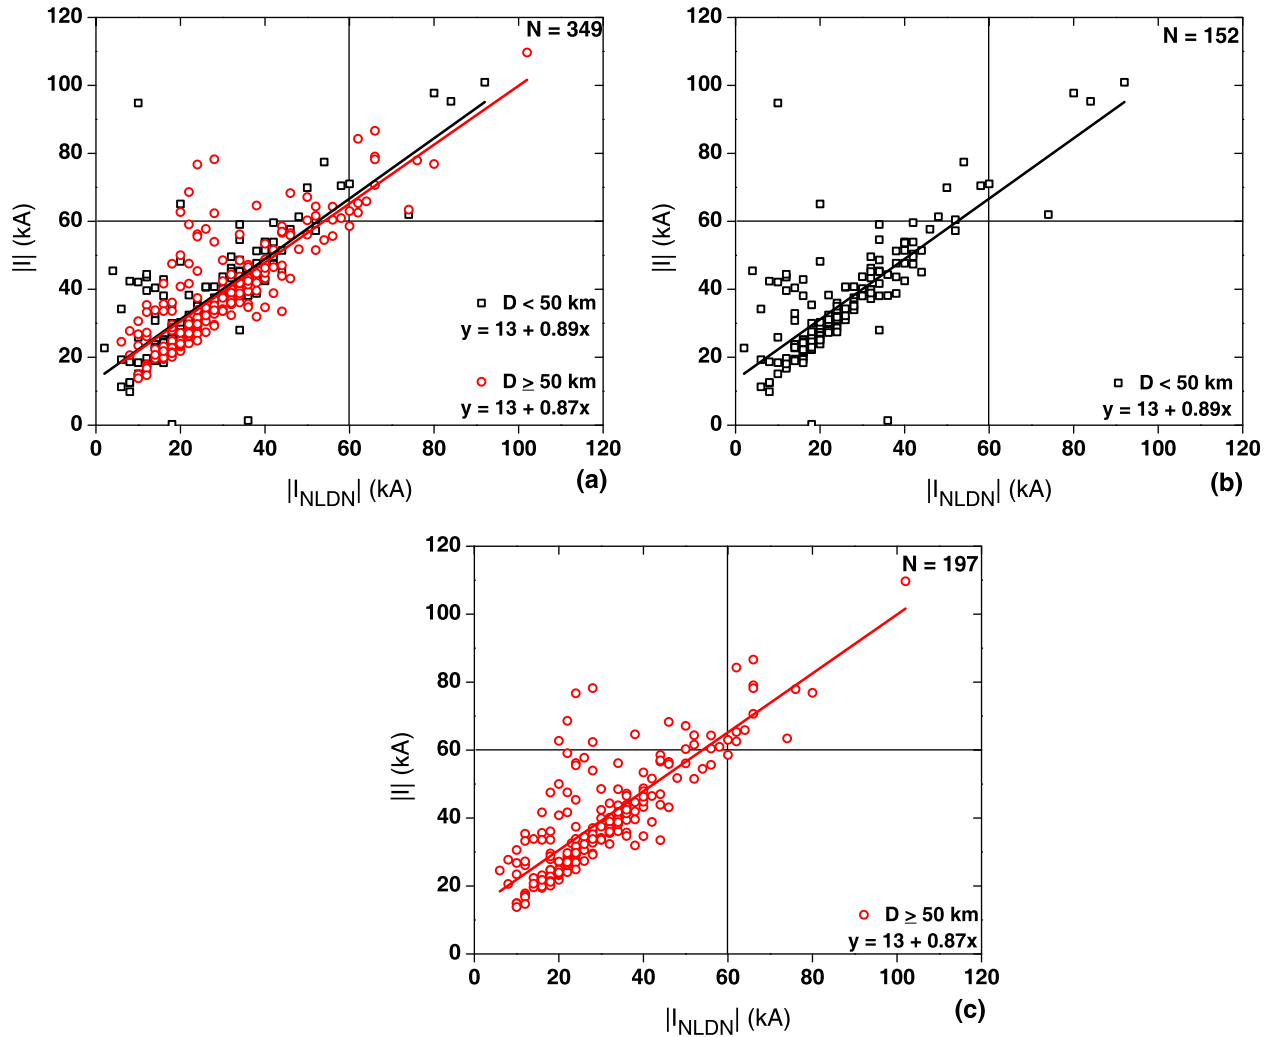 120
100
80
60
40
20
0
|I| (kA)
N = 349
D < 50 km
y = 13 + 0.89x
D ≥ 50 km
y = 13 + 0.87x
0 20 40 60 80 100 120
|I_NLDN| (kA)
(a)
120
100
80
60
40
20
0
|I| (kA)
N = 152
D < 50 km
y = 13 + 0.89x
0 20 40 60 80 100 120
|I_NLDN| (kA)
(b)
120
100
80
60
40
20
0
|I| (kA)
N = 197
D ≥ 50 km
y = 13 + 0.87x
0 20 40 60 80 100 120
|I_NLDN| (kA)
(c)